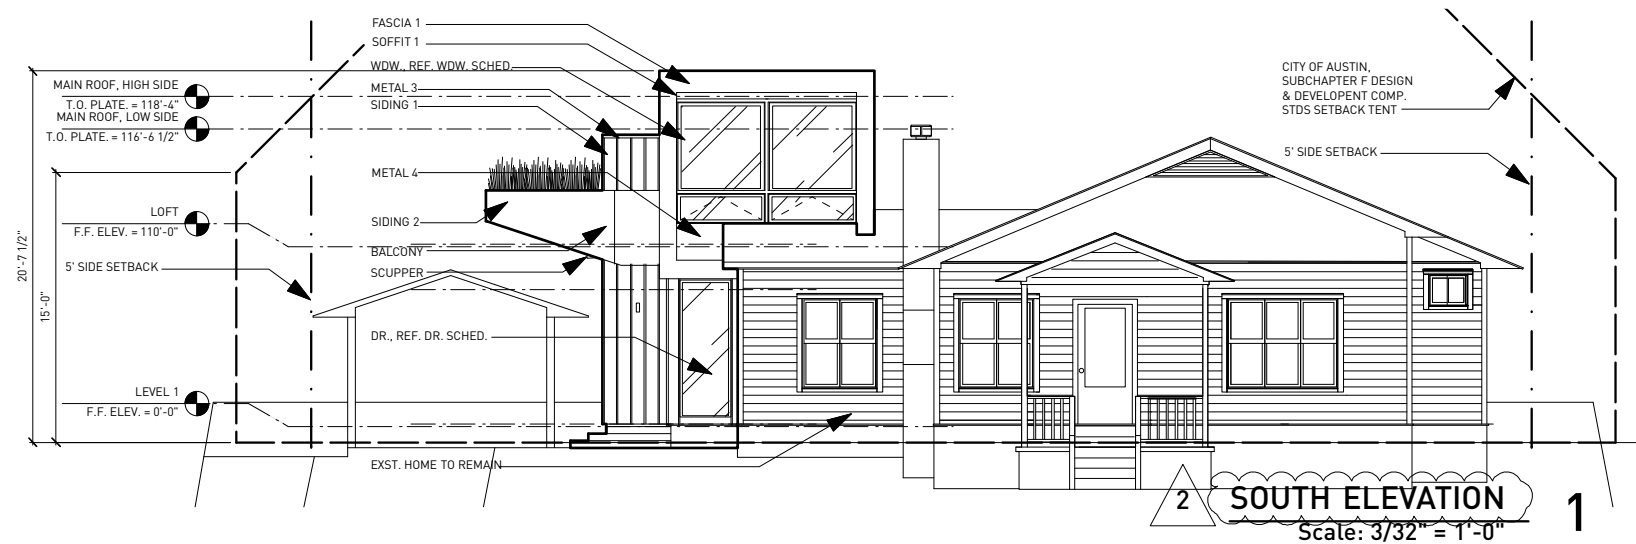 FASCIA 1
SOFFIT 1
WDW., REF. WDW. SCHED.
METAL 3
SIDING 1
METAL 4
SIDING 2
BALCONY
SCUPPER
DR., REF. DR. SCHED.
EXST. HOME TO REMAIN
MAIN ROOF, HIGH SIDE
T.O. PLATE. = 118'-4"
MAIN ROOF, LOW SIDE
T.O. PLATE. = 116'-6 1/2"
LOFT
F.F. ELEV. = 110'-0"
5' SIDE SETBACK
LEVEL 1
F.F. ELEV. = 0'-0"
20'-7 1/2"
15'-0"
CITY OF AUSTIN,
SUBCHAPTER F DESIGN
& DEVELOPENT COMP.
STDS SETBACK TENT
5' SIDE SETBACK
2
SOUTH ELEVATION
Scale: 3/32" = 1'-0"
1